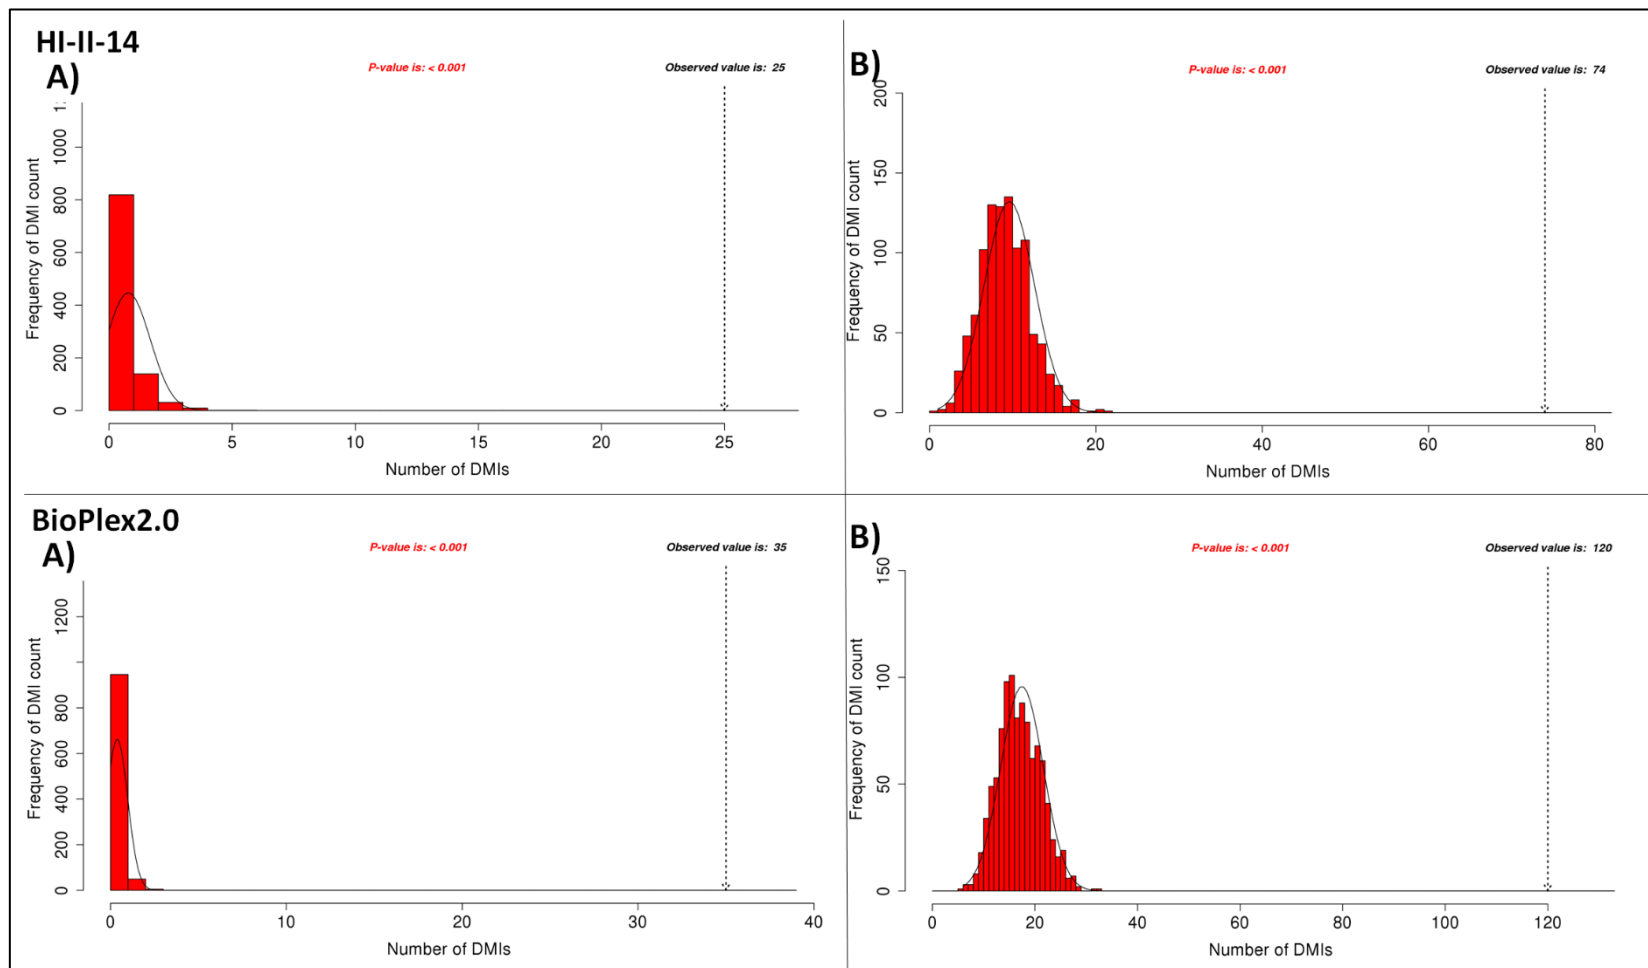 HI-II-14
A)
P-value is: < 0.001
Observed value is: 25
Frequency of DMI count
0
200
400
600
800
1000
0
5
10
15
20
25
Number of DMIs
B)
P-value is: < 0.001
Observed value is: 74
Frequency of DMI count
0
50
100
150
200
0
20
40
60
80
Number of DMIs
BioPlex2.0
A)
P-value is: < 0.001
Observed value is: 35
Frequency of DMI count
0
200
400
600
800
1200
0
10
20
30
40
Number of DMIs
B)
P-value is: < 0.001
Observed value is: 120
Frequency of DMI count
0
50
100
150
0
20
40
60
80
100
120
Number of DMIs